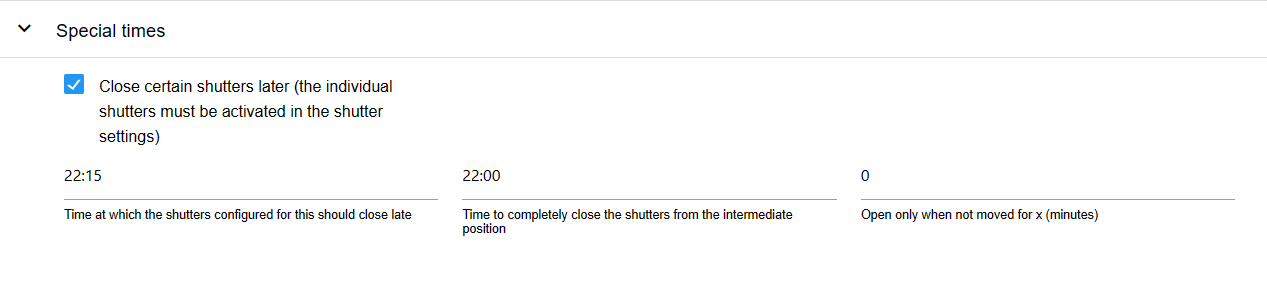 Special times
Close certain shutters later (the individual
shutters must be activated in the shutter
settings)
22:15
22:00
0
Time at which the shutters configured for this should close late
Time to completely close the shutters from the intermediate
position
Open only when not moved for x (minutes)